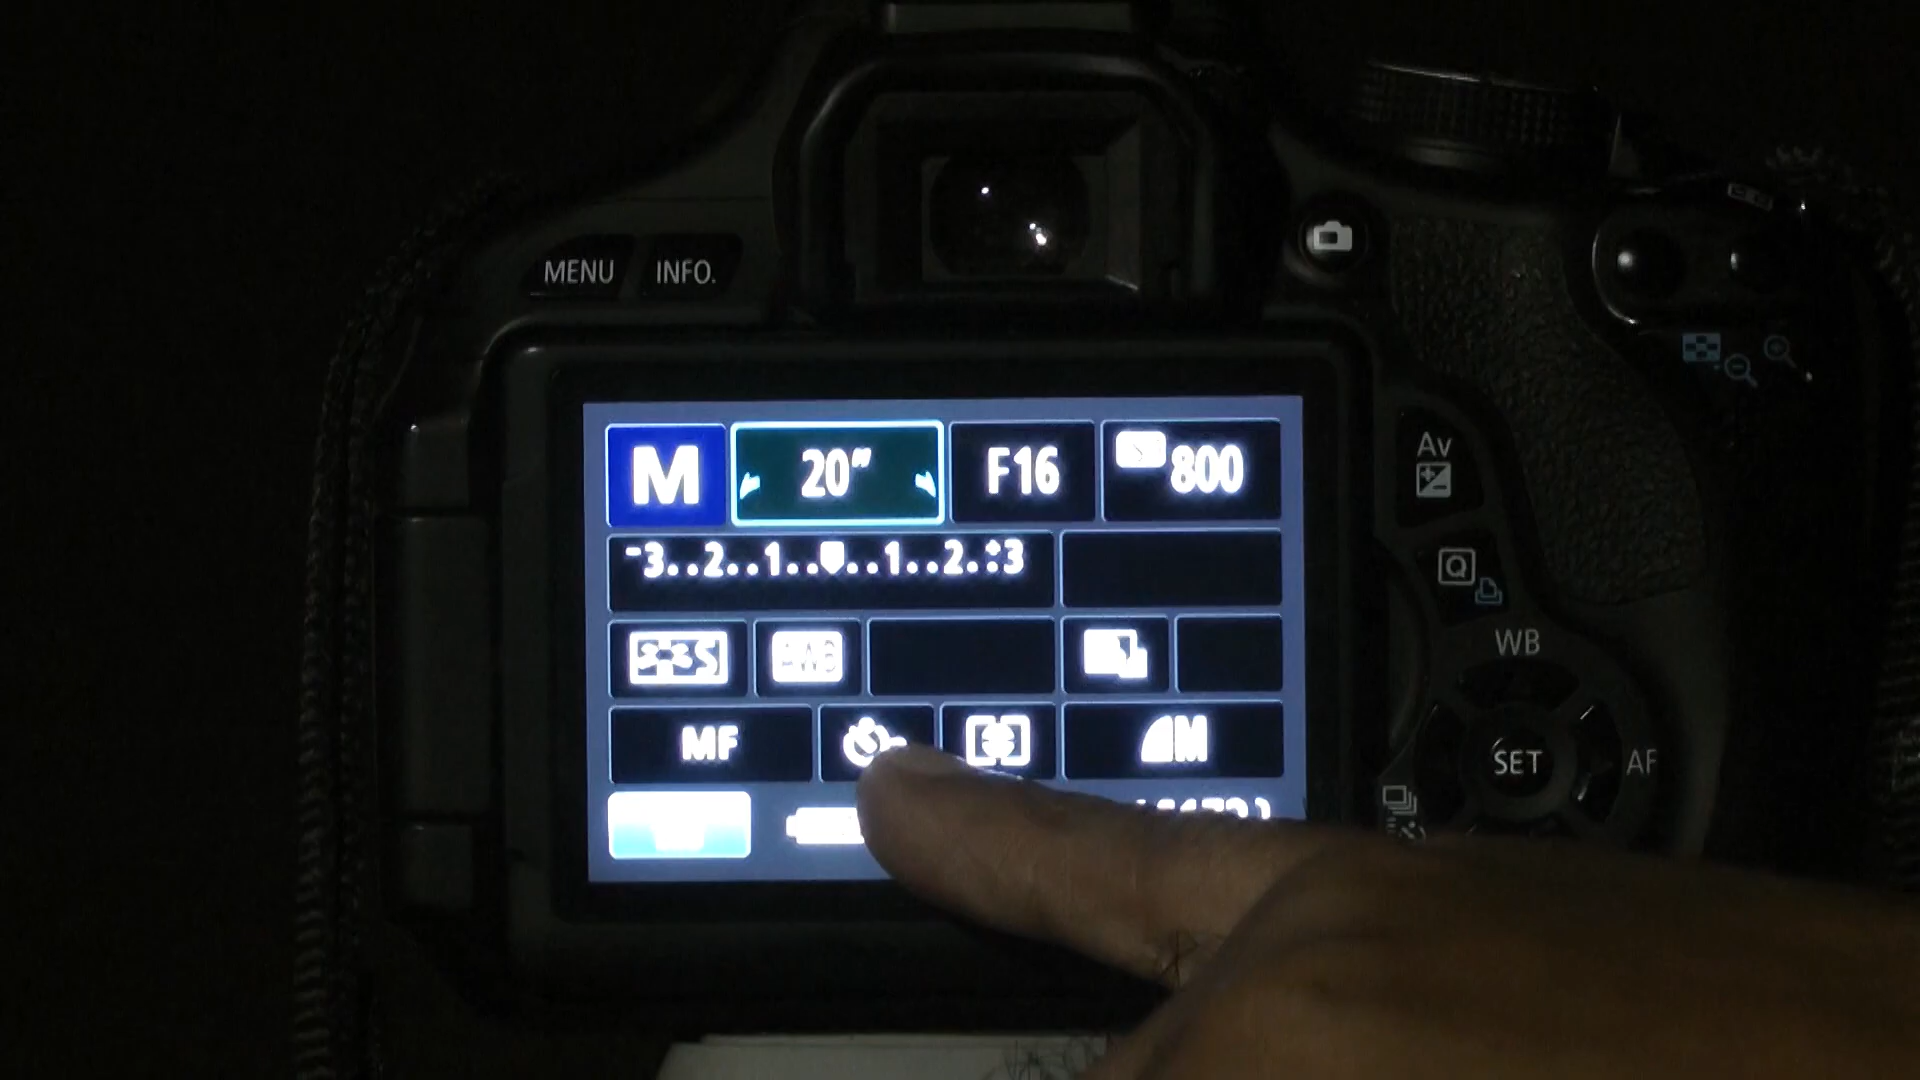 MENU INFO.
M 20" F16 800
-3..2..1..0..1..2.:+3
Av
Q
WB
MF M
SET AF